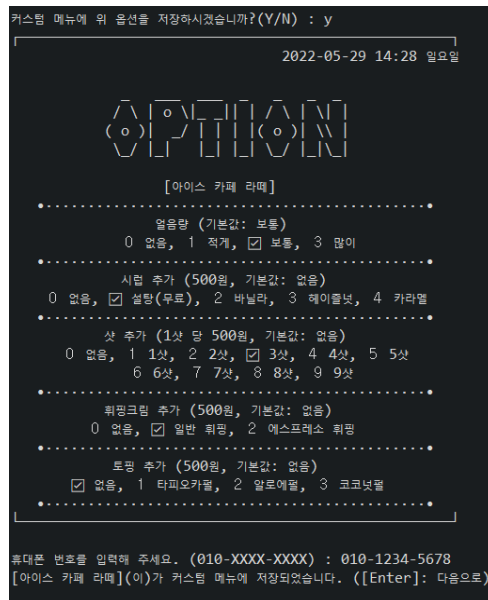 커스텀 메뉴에 위 옵션을 저장하시겠습니까?(Y/N) : y
2022-05-29 14:28 일요일
OPTION
[아이스 카페 라떼]
얼음량 (기본값: 보통)
0 없음, 1 적게, ☑ 보통, 3 많이
시럽 추가 (500원, 기본값: 없음)
0 없음, ☑ 설탕(무료), 2 바닐라, 3 헤이즐넛, 4 카라멜
샷 추가 (1샷 당 500원, 기본값: 없음)
0 없음, 1 1샷, 2 2샷, ☑ 3샷, 4 4샷, 5 5샷
6 6샷, 7 7샷, 8 8샷, 9 9샷
휘핑크림 추가 (500원, 기본값: 없음)
0 없음, ☑ 일반 휘핑, 2 에스프레소 휘핑
토핑 추가 (500원, 기본값: 없음)
☑ 없음, 1 타피오카펄, 2 알로에펄, 3 코코넛펄
휴대폰 번호를 입력해 주세요. (010-XXXX-XXXX) : 010-1234-5678
[아이스 카페 라떼](이)가 커스텀 메뉴에 저장되었습니다. ([Enter]: 다음으로)